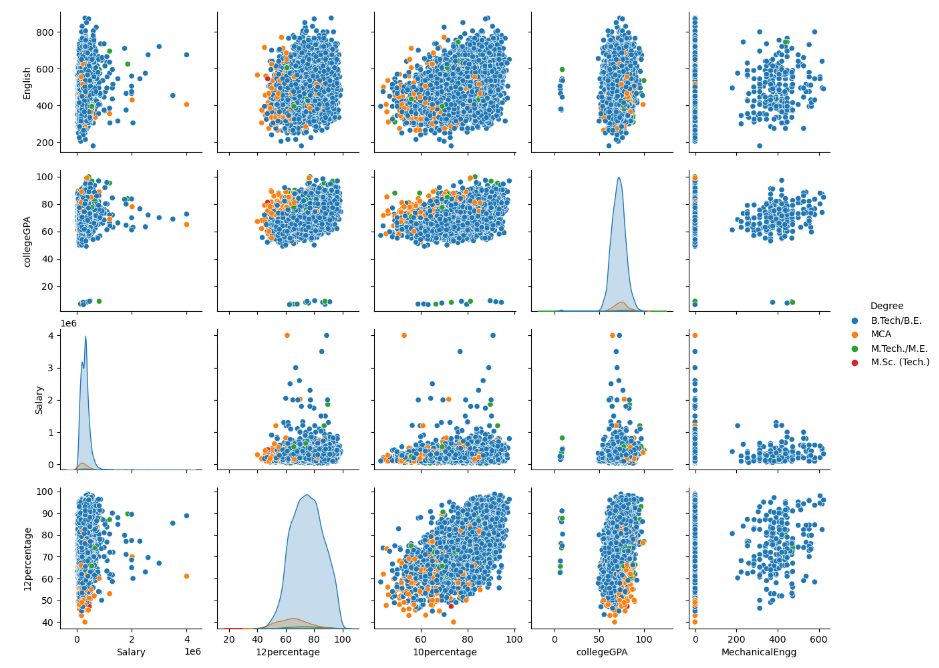 800
600
400
200
English
100
80
60
40
20
collegeGPA
1e6
4
3
2
1
0
Salary
100
90
80
70
60
50
40
12percentage
0 2 4
1e6
Salary
20 40 60 80 100
12percentage
60 80 100
10percentage
0 50 100
collegeGPA
0 200 400 600
MechanicalEngg
Degree
B.Tech/B.E.
MCA
M.Tech./M.E.
M.Sc. (Tech.)